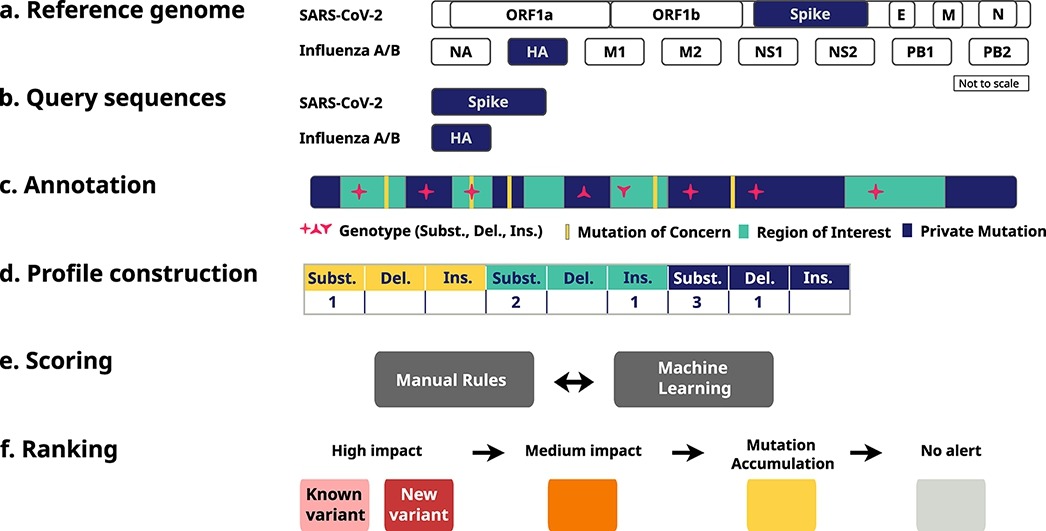 a. Reference genome
SARS-CoV-2 ORF1a ORF1b Spike E M N
Influenza A/B NA HA M1 M2 NS1 NS2 PB1 PB2
Not to scale
b. Query sequences
SARS-CoV-2 Spike
Influenza A/B HA
c. Annotation
Genotype (Subst., Del., Ins.) Mutation of Concern Region of Interest Private Mutation
d. Profile construction
Subst. Del. Ins. Subst. Del. Ins. Subst. Del. Ins.
1 2 1 3 1
e. Scoring
Manual Rules
Machine
Learning
f. Ranking
High impact Medium impact Mutation
Accumulation No alert
Known
variant
New
variant